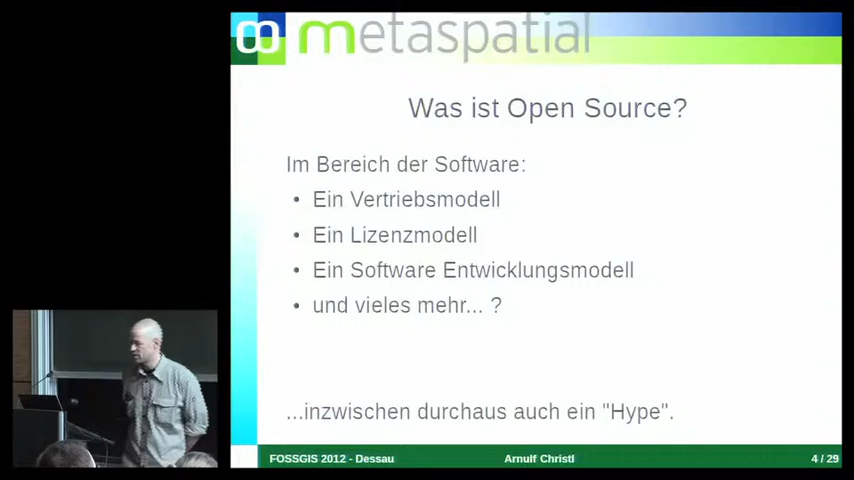 metaspatial
Was ist Open Source?
Im Bereich der Software:
• Ein Vertriebsmodell
• Ein Lizenzmodell
• Ein Software Entwicklungsmodell
• und vieles mehr... ?
...inzwischen durchaus auch ein "Hype".
FOSSGIS 2012 - Dessau Arnulf Christl 4 / 29